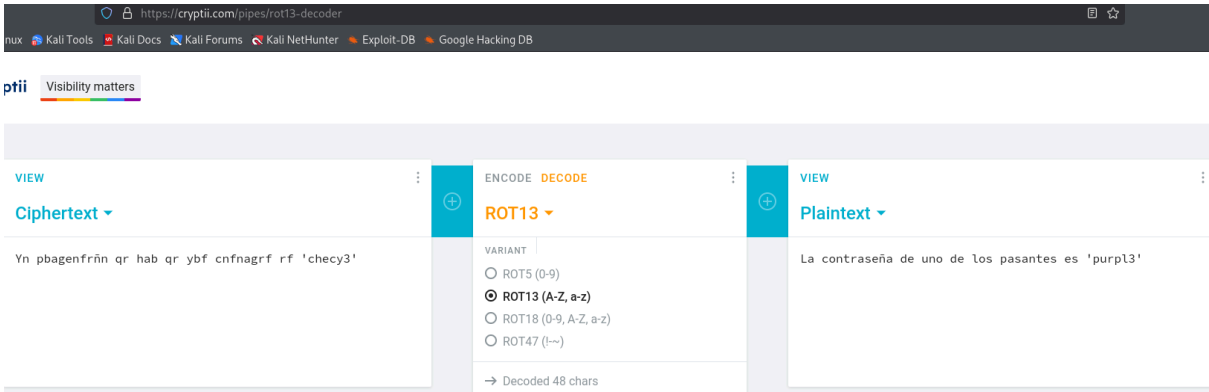 https://cryptii.com/pipes/rot13-decoder
nux Kali Tools Kali Docs Kali Forums Kali NetHunter Exploit-DB Google Hacking DB
ptii Visibility matters
VIEW
Ciphertext
Yn pbagenfrñn qr hab qr ybf cnfnagrf rf 'checy3'
ENCODE DECODE
ROT13
VARIANT
ROT5 (0-9)
ROT13 (A-Z, a-z)
ROT18 (0-9, A-Z, a-z)
ROT47 (!-~)
→ Decoded 48 chars
VIEW
Plaintext
La contraseña de uno de los pasantes es 'purpl3'